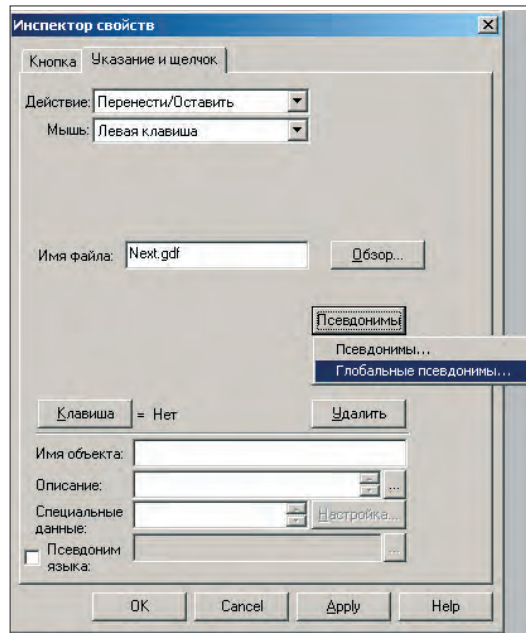 Инспектор свойств
Кнопка Указание и щелчок
Действие: Перенести/Оставить
Мышь: Левая клавиша
Имя файла: Next.gdf Обзор...
Псевдонимы
Псевдонимы...
Глобальные псевдонимы...
Клавиша = Нет Удалить
Имя объекта:
Описание: ...
Специальные данные: Настройка...
Псевдоним языка: ...
OK Cancel Apply Help